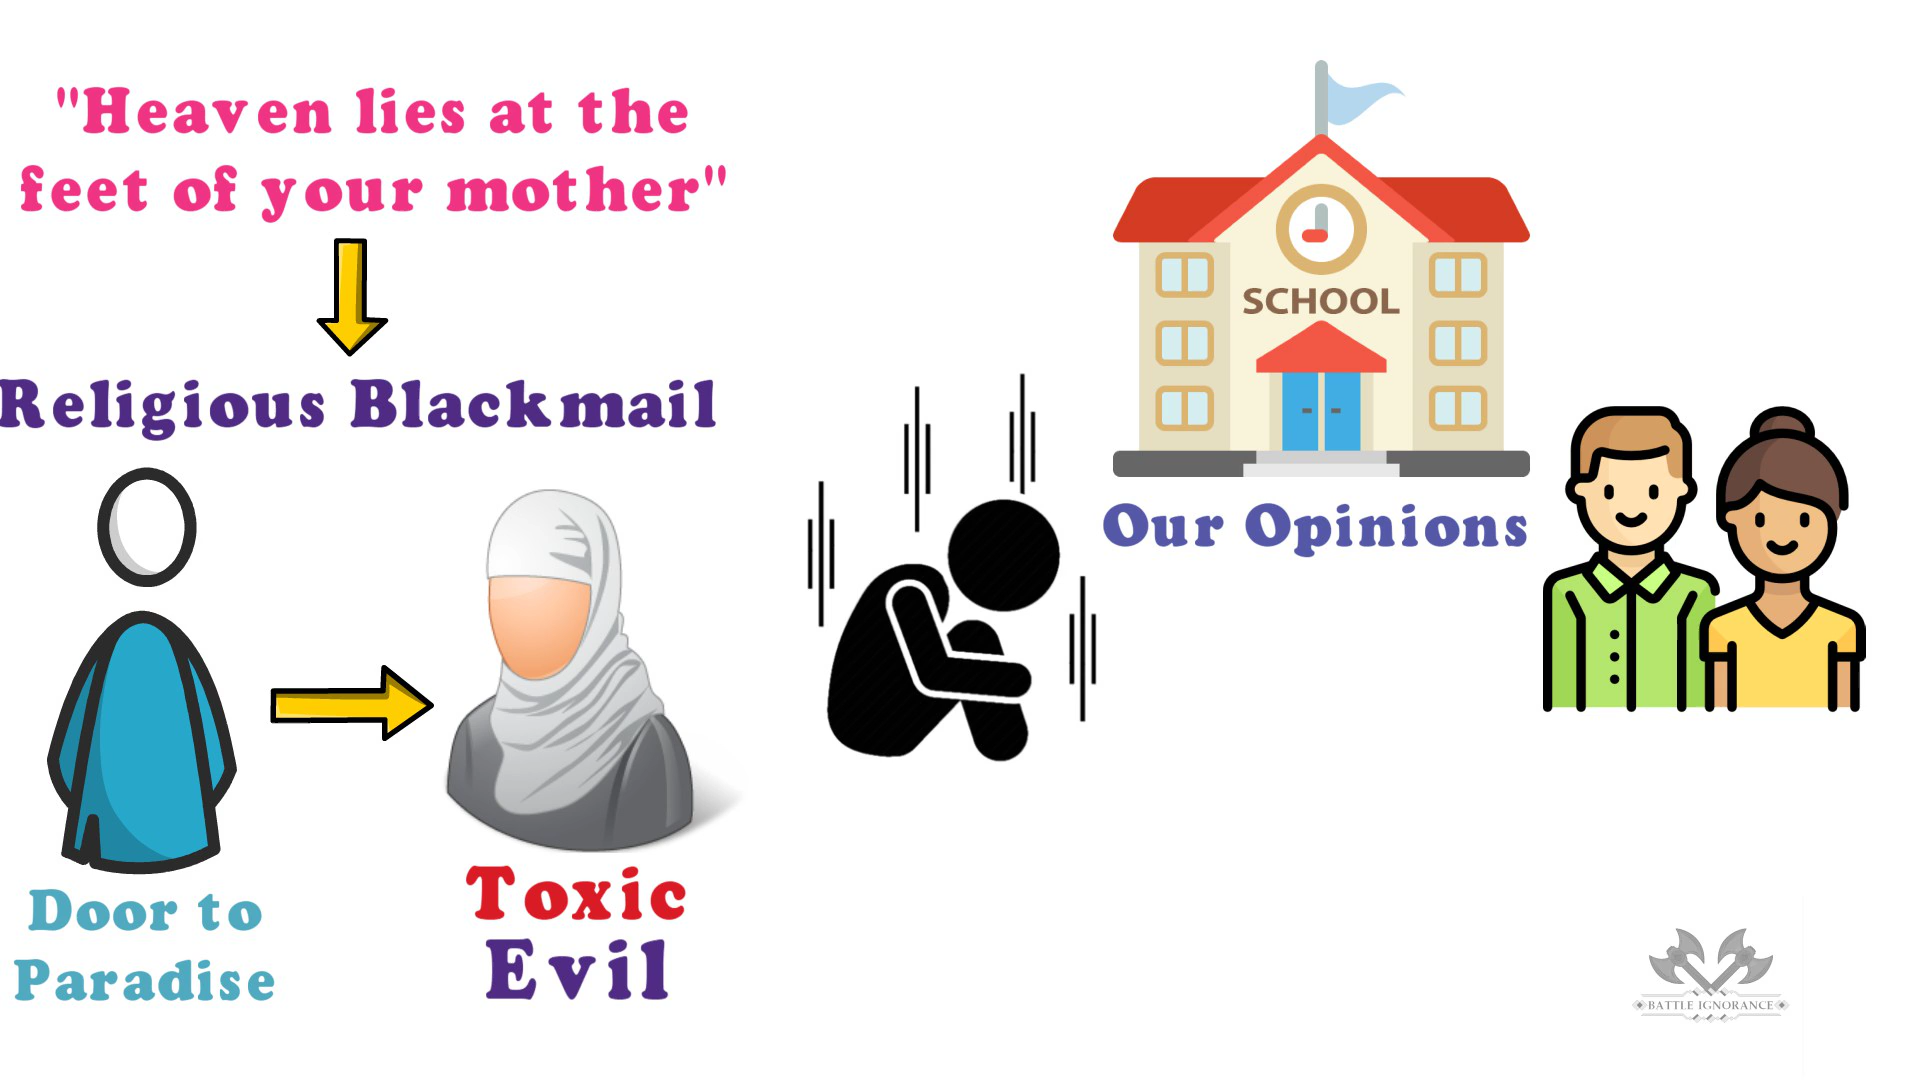 "Heaven lies at the
feet of your mother"
Religious Blackmail
Door to
Paradise
Toxic
Evil
SCHOOL
Our Opinions
BATTLE IGNORANCE